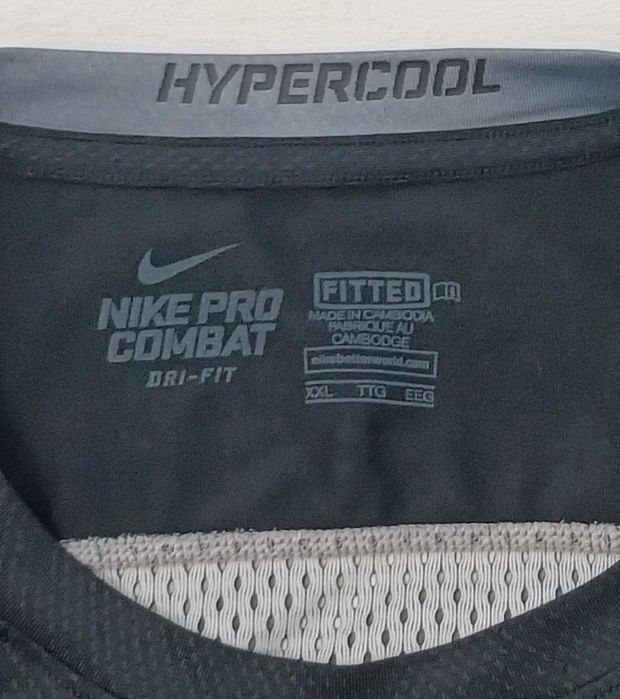 HYPERCOOL
NIKE PRO
COMBAT
DRI-FIT
FITTED
MADE IN CAMBODIA
FABRIQUE AU
CAMBODGE
nikebetterworld.com
XXL TTG EEG